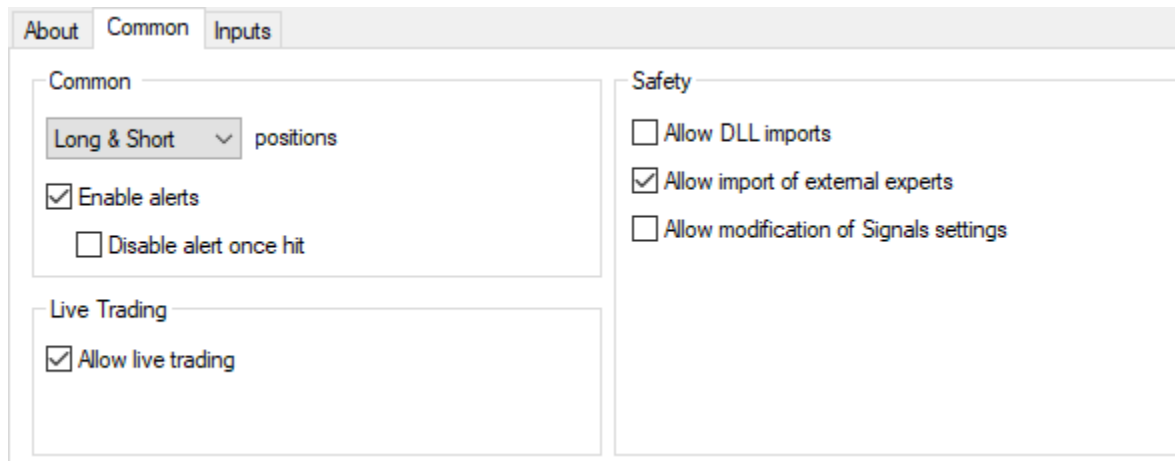 About Common Inputs
Common
Long & Short positions
Enable alerts
Disable alert once hit
Live Trading
Allow live trading
Safety
Allow DLL imports
Allow import of external experts
Allow modification of Signals settings